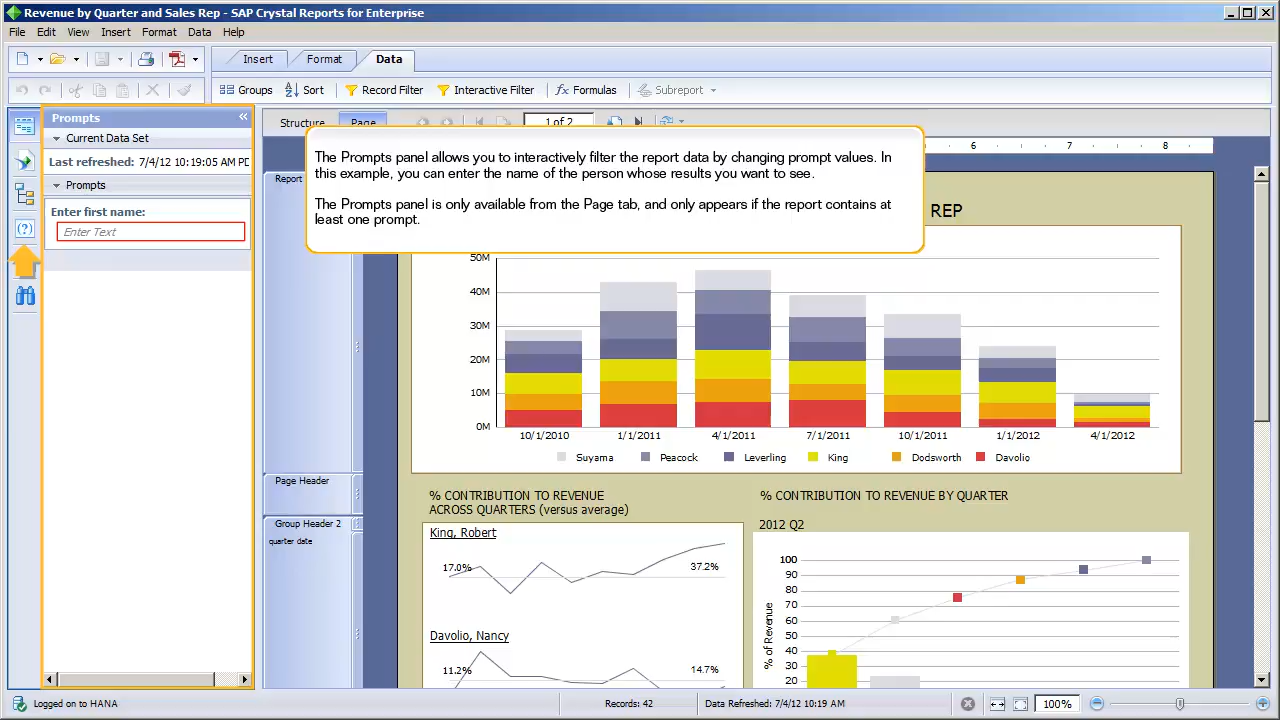 Revenue by Quarter and Sales Rep - SAP Crystal Reports for Enterprise
File Edit View Insert Format Data Help
Insert Format Data
Groups Sort Record Filter Interactive Filter Formulas Subreport
Prompts
Current Data Set
Last refreshed: 7/4/12 10:19:05 AM PD
Prompts
Enter first name:
Enter Text
Structure Page 1 of 2
6 7 8
The Prompts panel allows you to interactively filter the report data by changing prompt values. In
this example, you can enter the name of the person whose results you want to see.
The Prompts panel is only available from the Page tab, and only appears if the report contains at
least one prompt.
Report
REP
50M
40M
30M
20M
10M
0M
10/1/2010 1/1/2011 4/1/2011 7/1/2011 10/1/2011 1/1/2012 4/1/2012
Suyama Peacock Leverling King Dodsworth Davolio
Page Header
Group Header 2
quarter date
% CONTRIBUTION TO REVENUE
ACROSS QUARTERS (versus average)
King, Robert
17.0% 37.2%
Davolio, Nancy
11.2% 14.7%
% CONTRIBUTION TO REVENUE BY QUARTER
2012 Q2
% of Revenue
100
90
80
70
60
50
40
30
20
Logged on to HANA Records: 42 Data Refreshed: 7/4/12 10:19 AM 100%